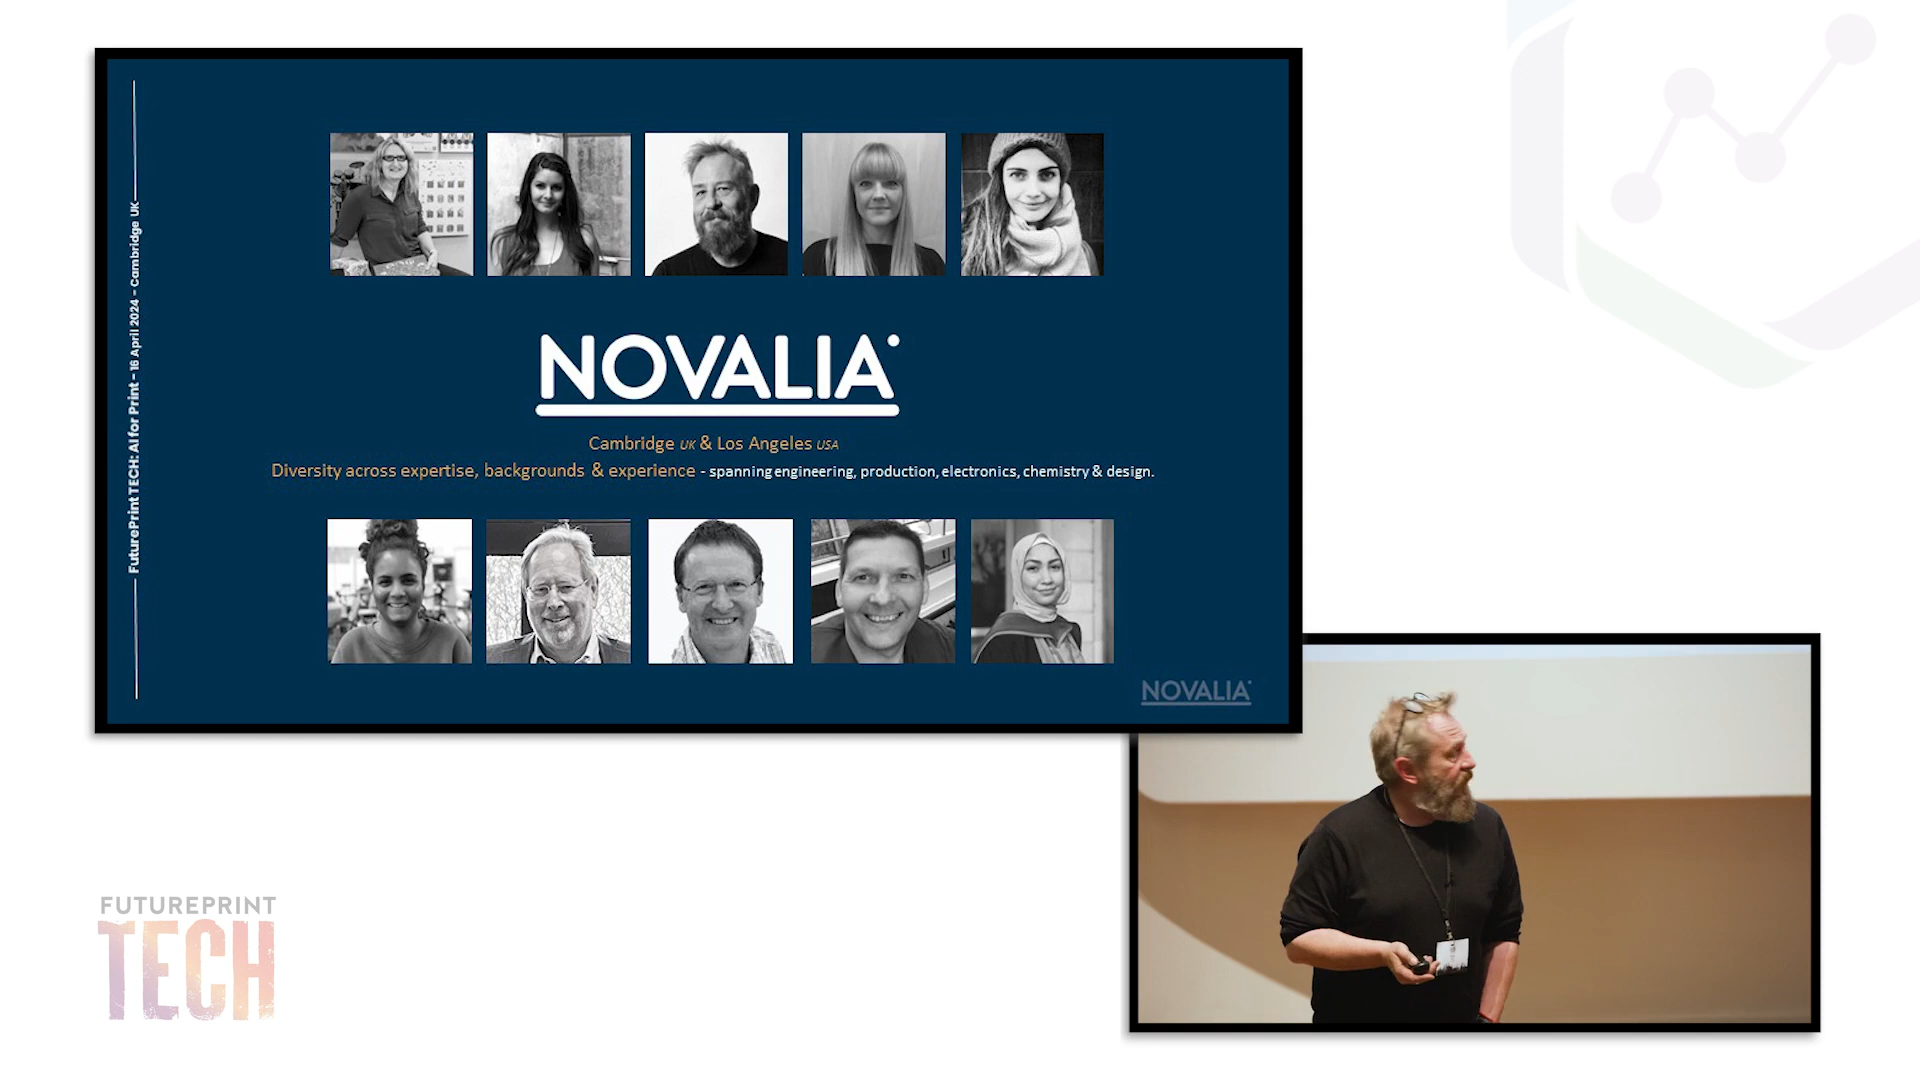 FuturePrint TECH: AI for Print - 16 April 2024 - Cambridge UK
NOVALIA
Cambridge UK & Los Angeles USA
Diversity across expertise, backgrounds & experience - spanning engineering, production, electronics, chemistry & design.
NOVALIA
FUTUREPRINT
TECH